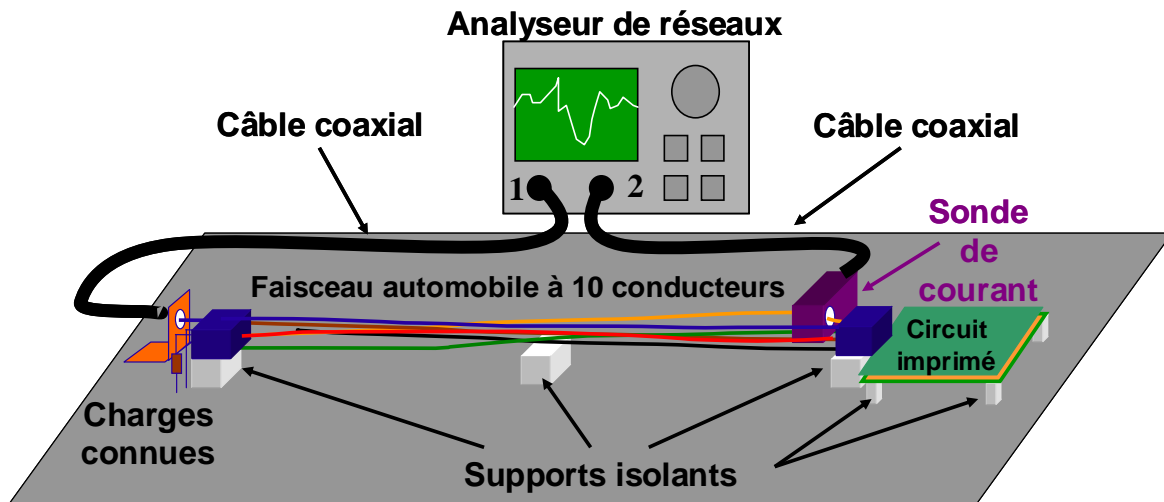 Analyseur de réseaux
Câble coaxial
Câble coaxial
1
2
Sonde
de
courant
Faisceau automobile à 10 conducteurs
Circuit
imprimé
Charges
connues
Supports isolants